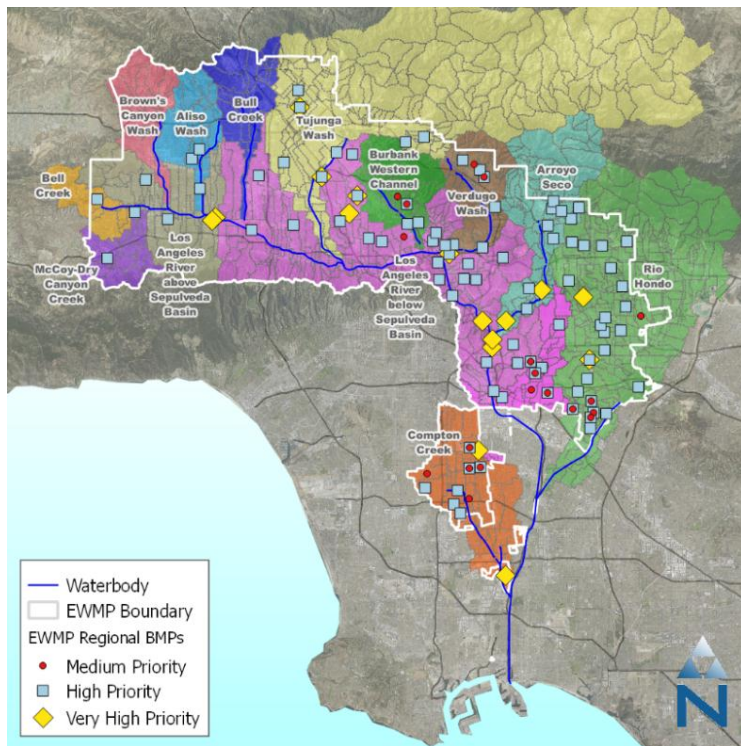 Brown's
Canyon
Wash
Aliso
Wash
Bull
Creek
Tujunga
Wash
Burbank
Western
Channel
Verdugo
Wash
Arroyo
Seco
Bell
Creek
McCoy-Dry
Canyon
Creek
Los
Angeles
River
above
Sepulveda
Basin
Los
Angeles
River
below
Sepulveda
Basin
Rio
Hondo
Compton
Creek
Waterbody
EWMP Boundary
EWMP Regional BMPs
Medium Priority
High Priority
Very High Priority
N